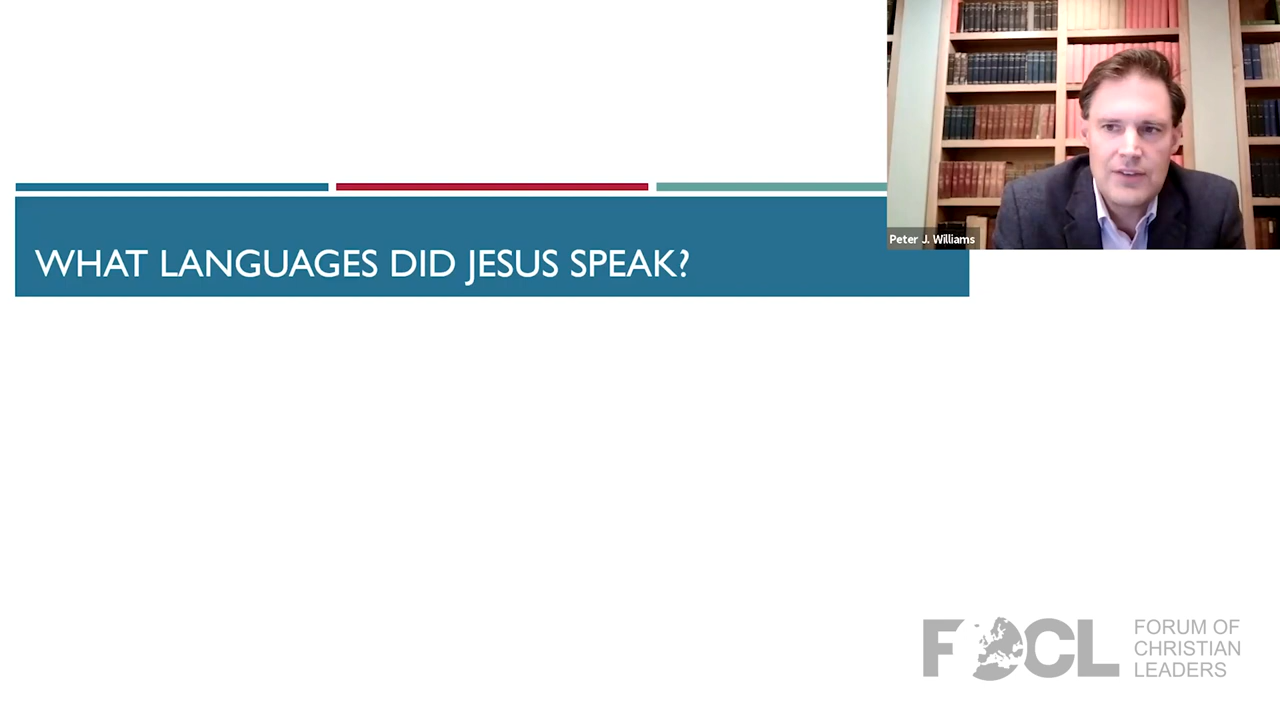 WHAT LANGUAGES DID JESUS SPEAK?
Peter J. Williams
FOCL
FORUM OF
CHRISTIAN
LEADERS